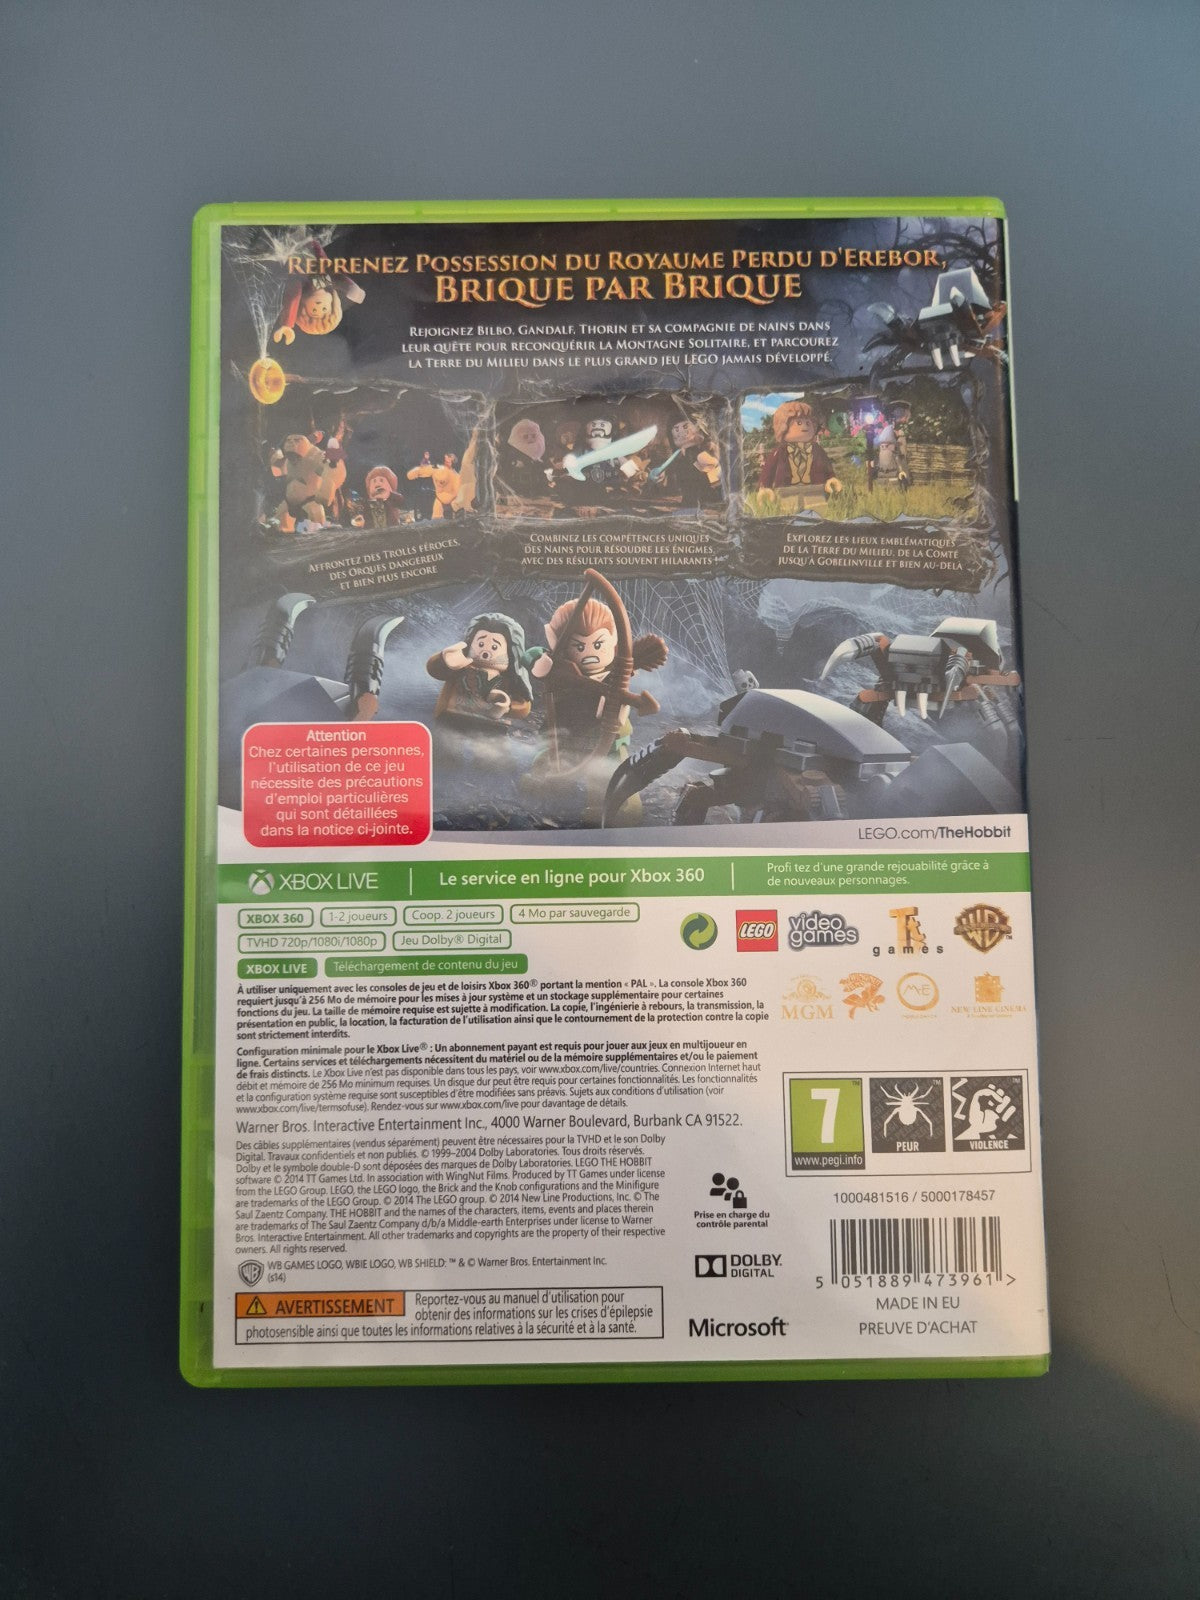 REPRENEZ POSSESSION DU ROYAUME PERDU D'EREBOR,
BRIQUE PAR BRIQUE
REJOIGNEZ BILBO, GANDALF, THORIN ET SA COMPAGNIE DE NAINS DANS
LEUR QUÊTE POUR RECONQUÉRIR LA MONTAGNE SOLITAIRE, ET PARCOUREZ
LA TERRE DU MILIEU DANS LE PLUS GRAND JEU LEGO JAMAIS DÉVELOPPÉ.
AFFRONTEZ DES TROLLS FÉROCES,
DES ORQUES DANGEREUX
ET BIEN PLUS ENCORE
COMBINEZ LES COMPÉTENCES UNIQUES
DES NAINS POUR RÉSOUDRE LES ÉNIGMES,
AVEC DES RÉSULTATS SOUVENT HILARANTS !
EXPLOREZ LES LIEUX EMBLÉMATIQUES
DE LA TERRE DU MILIEU, DE LA COMTÉ
JUSQU'À GOBELINVILLE ET BIEN AU-DELÀ
Attention
Chez certaines personnes,
l'utilisation de ce jeu
nécessite des précautions
d'emploi particulières
qui sont détaillées
dans la notice ci-jointe.
LEGO.com/TheHobbit
XBOX LIVE
Le service en ligne pour Xbox 360
Profi tez d'une grande rejouabilité grâce à
de nouveaux personnages.
XBOX 360 1-2 joueurs Coop. 2 joueurs 4 Mo par sauvegarde
TVHD 720p/1080i/1080p Jeu Dolby® Digital
XBOX LIVE Téléchargement de contenu du jeu
LEGO
video
games
TT
games
WB
MGM
ME
NEW LINE CINEMA
À utiliser uniquement avec les consoles de jeu et de loisirs Xbox 360® portant la mention « PAL ». La console Xbox 360
requiert jusqu'à 256 Mo de mémoire pour les mises à jour système et un stockage supplémentaire pour certaines
fonctions du jeu. La taille de mémoire requise est sujette à modification. La copie, l'ingénierie à rebours, la transmission, la
présentation en public, la location, la facturation de l'utilisation ainsi que le contournement de la protection contre la copie
sont strictement interdits.
Configuration minimale pour le Xbox Live® : Un abonnement payant est requis pour jouer aux jeux en multijoueur en
ligne. Certains services et téléchargements nécessitent du matériel ou de la mémoire supplémentaires et/ou le paiement
de frais distincts. Le Xbox Live n'est pas disponible dans tous les pays, voir www.xbox.com/live/countries. Connexion Internet haut
débit et mémoire de 256 Mo minimum requises. Un disque dur peut être requis pour certaines fonctionnalités. Les fonctionnalités
et la configuration système requise sont susceptibles d'être modifiées sans préavis. Sujets aux conditions d'utilisation (voir
www.xbox.com/live/termsofuse). Rendez-vous sur www.xbox.com/live pour davantage de détails.
Warner Bros. Interactive Entertainment Inc., 4000 Warner Boulevard, Burbank CA 91522.
Des câbles supplémentaires (vendus séparément) peuvent être nécessaires pour la TVHD et le son Dolby
Digital. Travaux confidentiels et non publiés. © 1999–2004 Dolby Laboratories. Tous droits réservés.
Dolby et le symbole double-D sont déposées des marques de Dolby Laboratories. LEGO THE HOBBIT
software © 2014 TT Games Ltd. In association with WingNut Films. Produced by TT Games under license
from the LEGO Group. LEGO, the LEGO logo, the Brick and the Knob configurations and the Minifigure
are trademarks of the LEGO Group. © 2014 The LEGO group. © 2014 New Line Productions, Inc. © The
Saul Zaentz Company. THE HOBBIT and the names of the characters, items, events and places therein
are trademarks of The Saul Zaentz Company d/b/a Middle-earth Enterprises under license to Warner
Bros. Interactive Entertainment. All other trademarks and copyrights are the property of their respective
owners. All rights reserved.
WB GAMES LOGO, WBIE LOGO, WB SHIELD: ™ & © Warner Bros. Entertainment Inc.
(s14)
AVERTISSEMENT Reportez-vous au manuel d'utilisation pour
obtenir des informations sur les crises d'épilepsie
photosensible ainsi que toutes les informations relatives à la sécurité et à la santé.
7
www.pegi.info
PEUR
VIOLENCE
1000481516 / 5000178457
Prise en charge du
contrôle parental
DOLBY
DIGITAL
Microsoft
5 051889 473961 >
MADE IN EU
PREUVE D'ACHAT